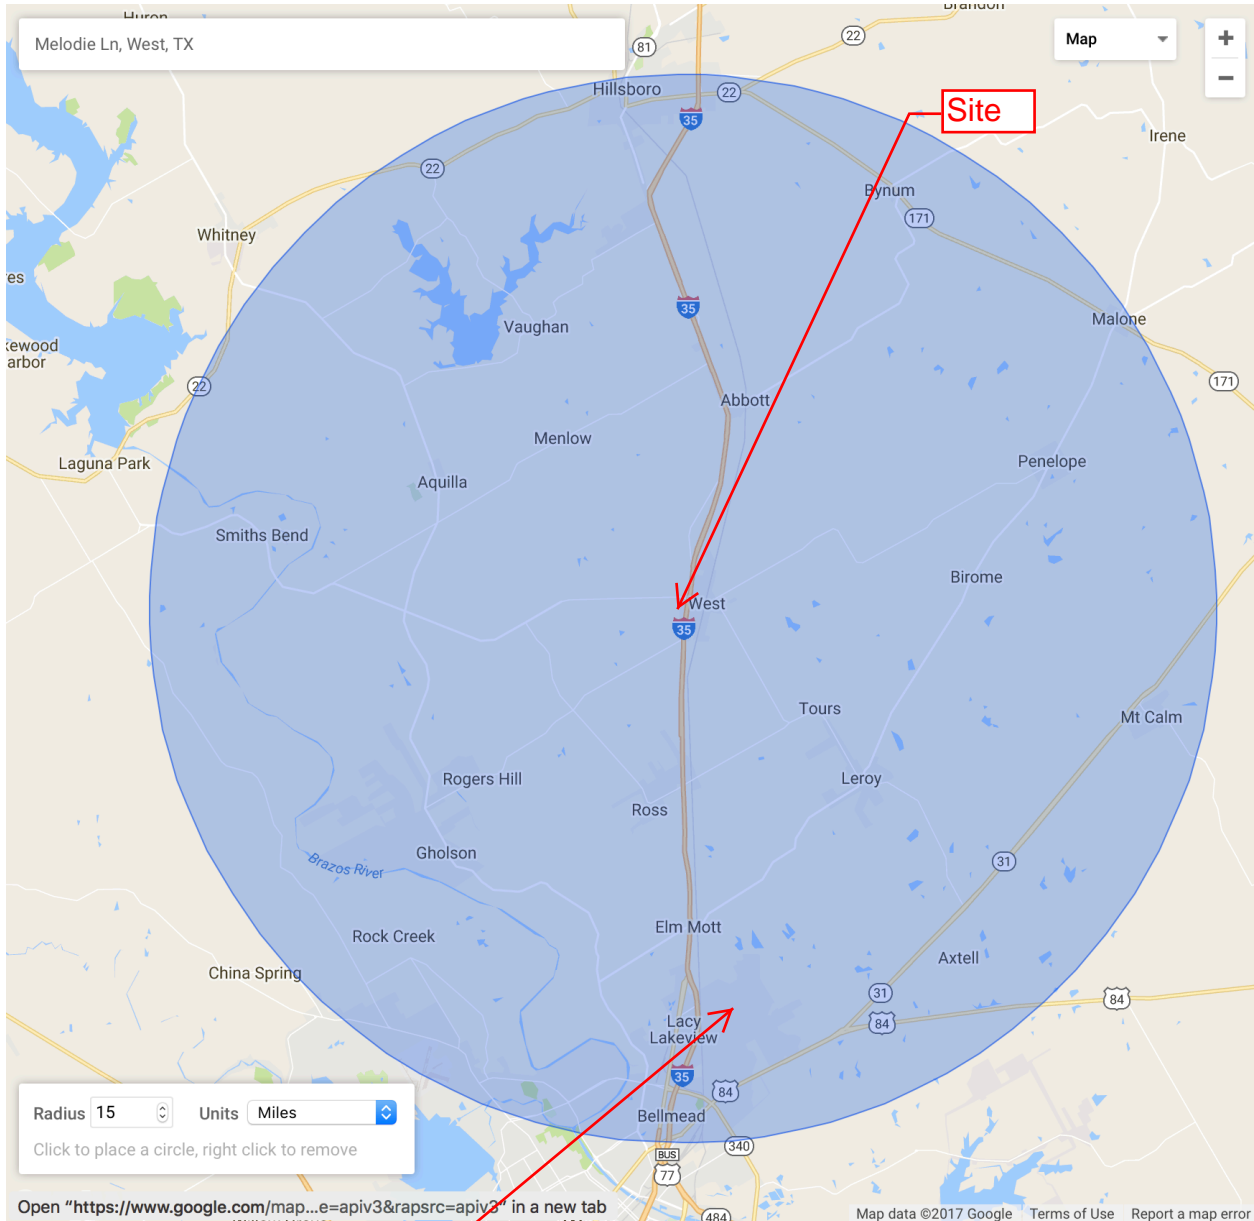 Huron
Brandon
Melodie Ln, West, TX
81
22
Map
+
−
Site
Hillsboro
22
35
Irene
22
Bynum
171
Whitney
35
Vaughan
Malone
22
171
Abbott
Menlow
Laguna Park
Penelope
Aquilla
Smiths Bend
Birome
West
35
Tours
Mt Calm
Rogers Hill
Leroy
Ross
Gholson
31
Brazos River
Elm Mott
Rock Creek
Axtell
China Spring
31
84
84
Lacy
Lakeview
35
84
Radius 15 Units Miles
Bellmead
Click to place a circle, right click to remove
340
BUS
77
Open “https://www.google.com/map...e=apiv3&rapsrc=apiv3” in a new tab
484
Map data ©2017 Google Terms of Use Report a map error